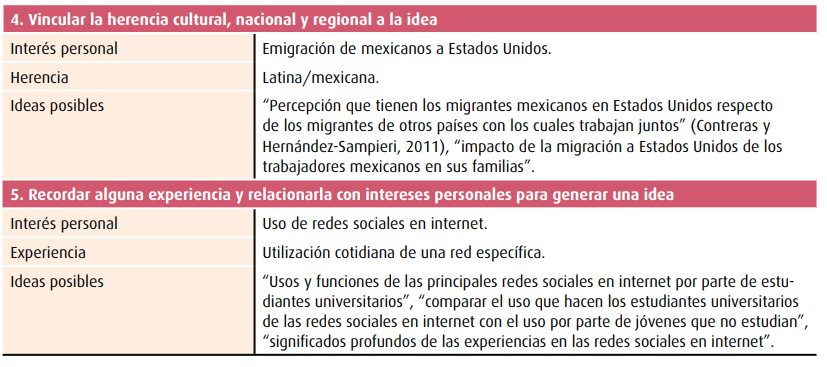 4. Vincular la herencia cultural, nacional y regional a la idea
Interés personal Emigración de mexicanos a Estados Unidos.
Herencia Latina/mexicana.
Ideas posibles “Percepción que tienen los migrantes mexicanos en Estados Unidos respecto
de los migrantes de otros países con los cuales trabajan juntos” (Contreras y
Hernández-Sampieri, 2011), “impacto de la migración a Estados Unidos de los
trabajadores mexicanos en sus familias”.
5. Recordar alguna experiencia y relacionarla con intereses personales para generar una idea
Interés personal Uso de redes sociales en internet.
Experiencia Utilización cotidiana de una red específica.
Ideas posibles “Usos y funciones de las principales redes sociales en internet por parte de estu-
diantes universitarios”, “comparar el uso que hacen los estudiantes universitarios
de las redes sociales en internet con el uso por parte de jóvenes que no estudian”,
“significados profundos de las experiencias en las redes sociales en internet”.